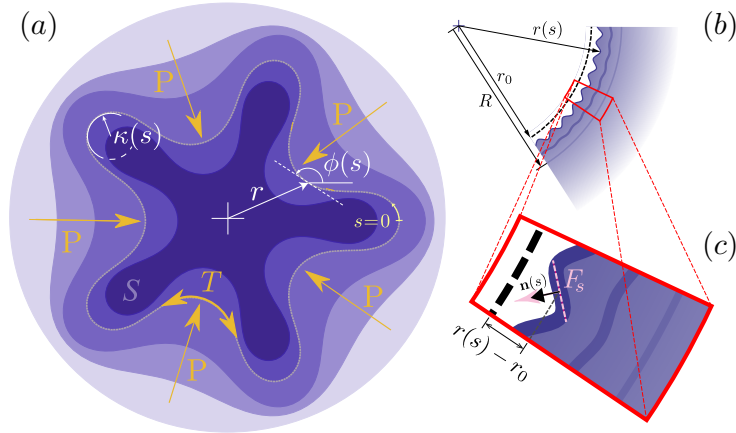 (a)
P
P
κ(s)
ϕ(s)
r
s=0
P
S
T
P
P
(b)
r(s)
r₀
R
(c)
n(s)
Fₛ
r(s) − r₀